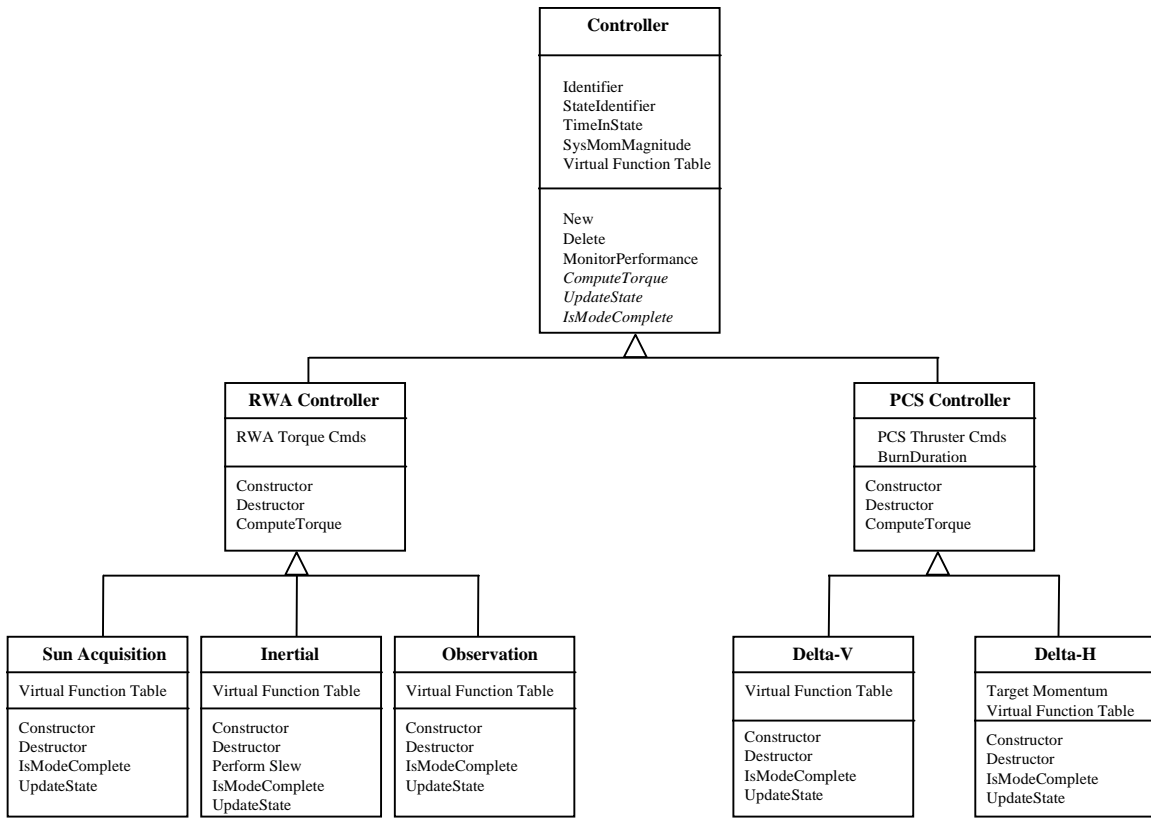 Controller
Identifier
StateIdentifier
TimeInState
SysMomMagnitude
Virtual Function Table
New
Delete
MonitorPerformance
ComputeTorque
UpdateState
IsModeComplete
RWA Controller
RWA Torque Cmds
Constructor
Destructor
ComputeTorque
PCS Controller
PCS Thruster Cmds
BurnDuration
Constructor
Destructor
ComputeTorque
Sun Acquisition
Virtual Function Table
Constructor
Destructor
IsModeComplete
UpdateState
Inertial
Virtual Function Table
Constructor
Destructor
Perform Slew
IsModeComplete
UpdateState
Observation
Virtual Function Table
Constructor
Destructor
IsModeComplete
UpdateState
Delta-V
Virtual Function Table
Constructor
Destructor
IsModeComplete
UpdateState
Delta-H
Target Momentum
Virtual Function Table
Constructor
Destructor
IsModeComplete
UpdateState